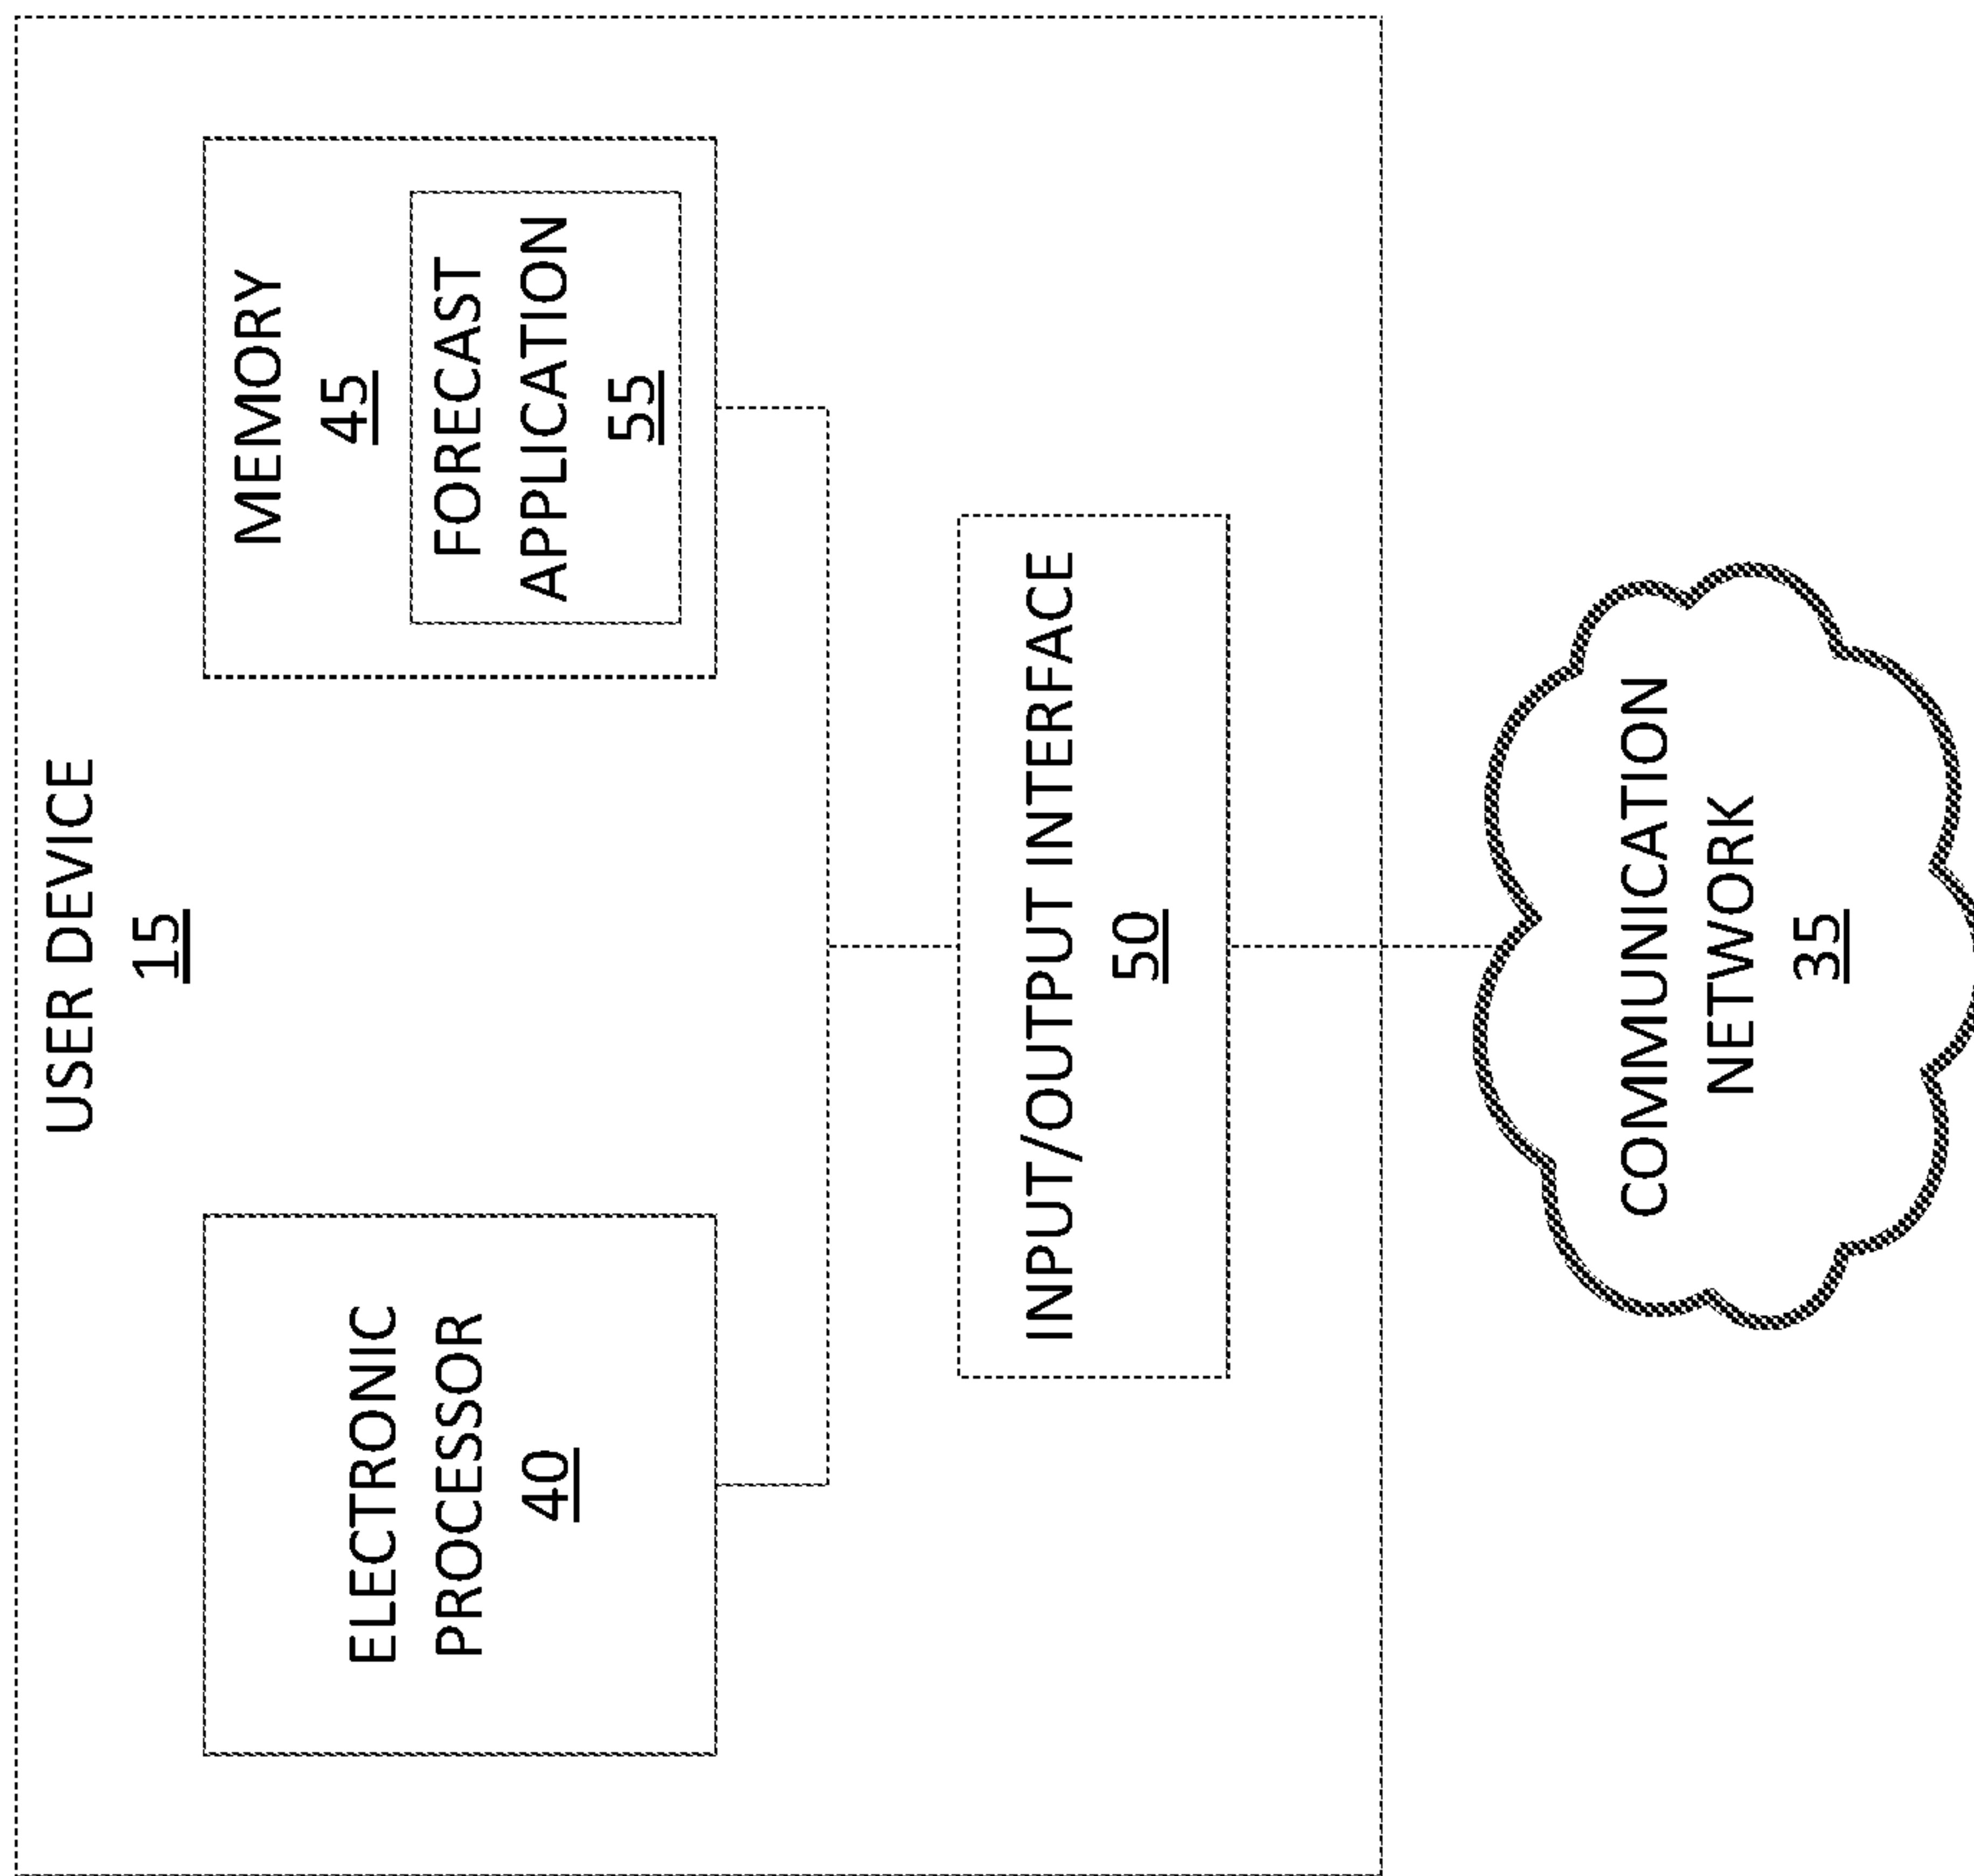 USER DEVICE
15
ELECTRONIC
PROCESSOR
40
MEMORY
45
FORECAST
APPLICATION
55
INPUT/OUTPUT INTERFACE
50
COMMUNICATION
NETWORK
35